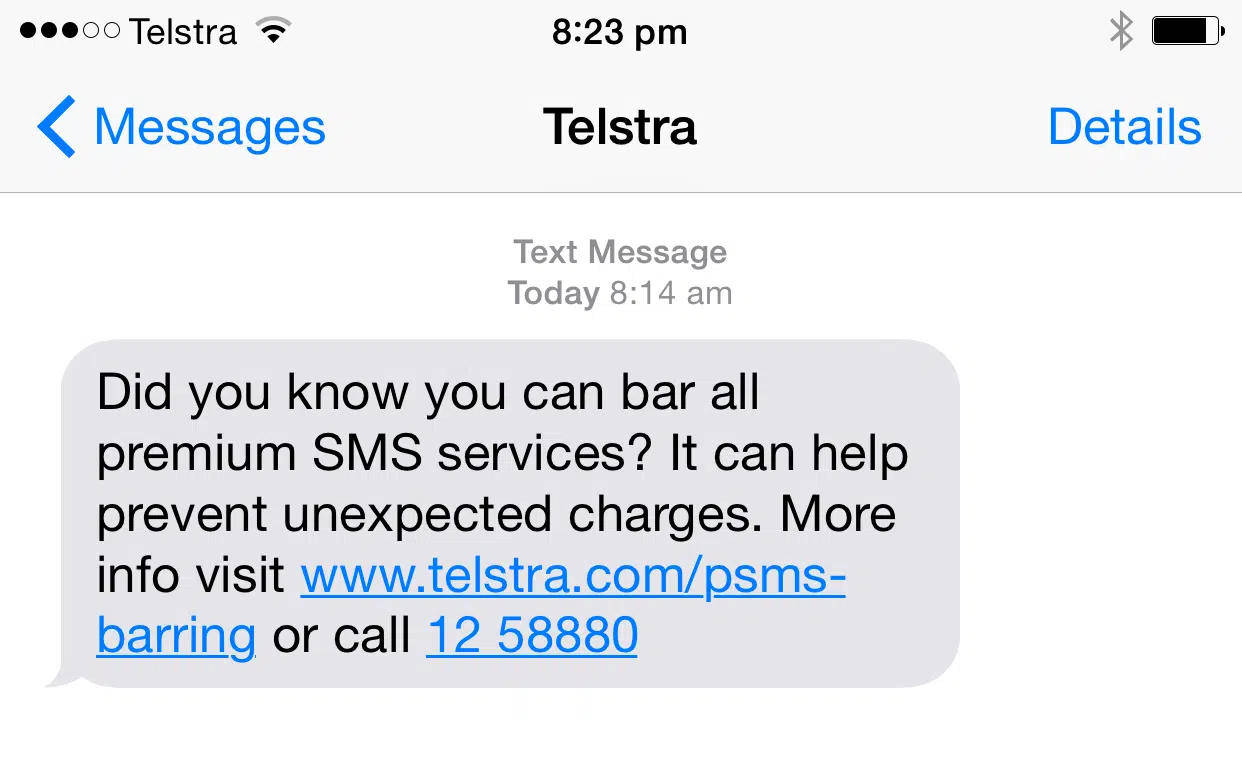 Telstra 8:23 pm
Messages Telstra Details
Text Message
Today 8:14 am
Did you know you can bar all
premium SMS services? It can help
prevent unexpected charges. More
info visit www.telstra.com/psms-
barring or call 12 58880